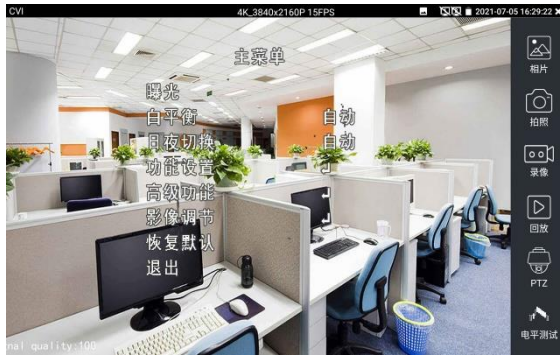 CVI 4K_3840x2160P 15FPS 2021-07-05 16:29:22
主菜单
曝光
白平衡 自动
日夜切换 自动
功能设置 ↵
高级功能 ↵
影像调节 ↵
恢复默认
退出
nal quality:100
相片
拍照
录像
回放
PTZ
电平测试